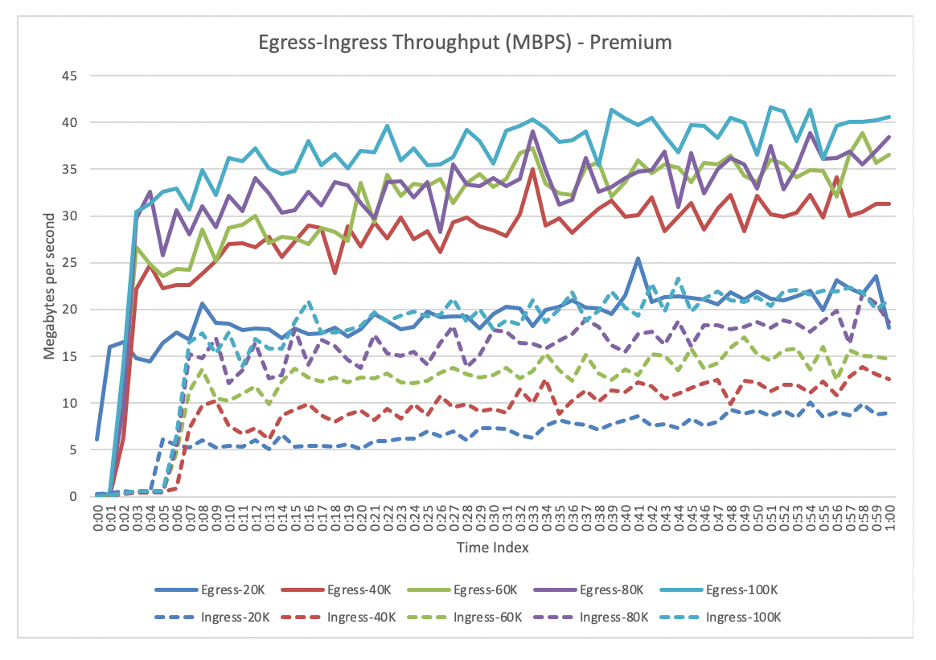 Egress-Ingress Throughput (MBPS) - Premium
45
40
35
30
25
20
15
10
5
0
Megabytes per second
0:00 0:01 0:02 0:03 0:04 0:05 0:06 0:07 0:08 0:09 0:10 0:11 0:12 0:13 0:14 0:15 0:16 0:17 0:18 0:19 0:20 0:21 0:22 0:23 0:24 0:25 0:26 0:27 0:28 0:29 0:30 0:31 0:32 0:33 0:34 0:35 0:36 0:37 0:38 0:39 0:40 0:41 0:42 0:43 0:44 0:45 0:46 0:47 0:48 0:49 0:50 0:51 0:52 0:53 0:54 0:55 0:56 0:57 0:58 0:59 1:00
Time Index
Egress-20K Egress-40K Egress-60K Egress-80K Egress-100K
Ingress-20K Ingress-40K Ingress-60K Ingress-80K Ingress-100K